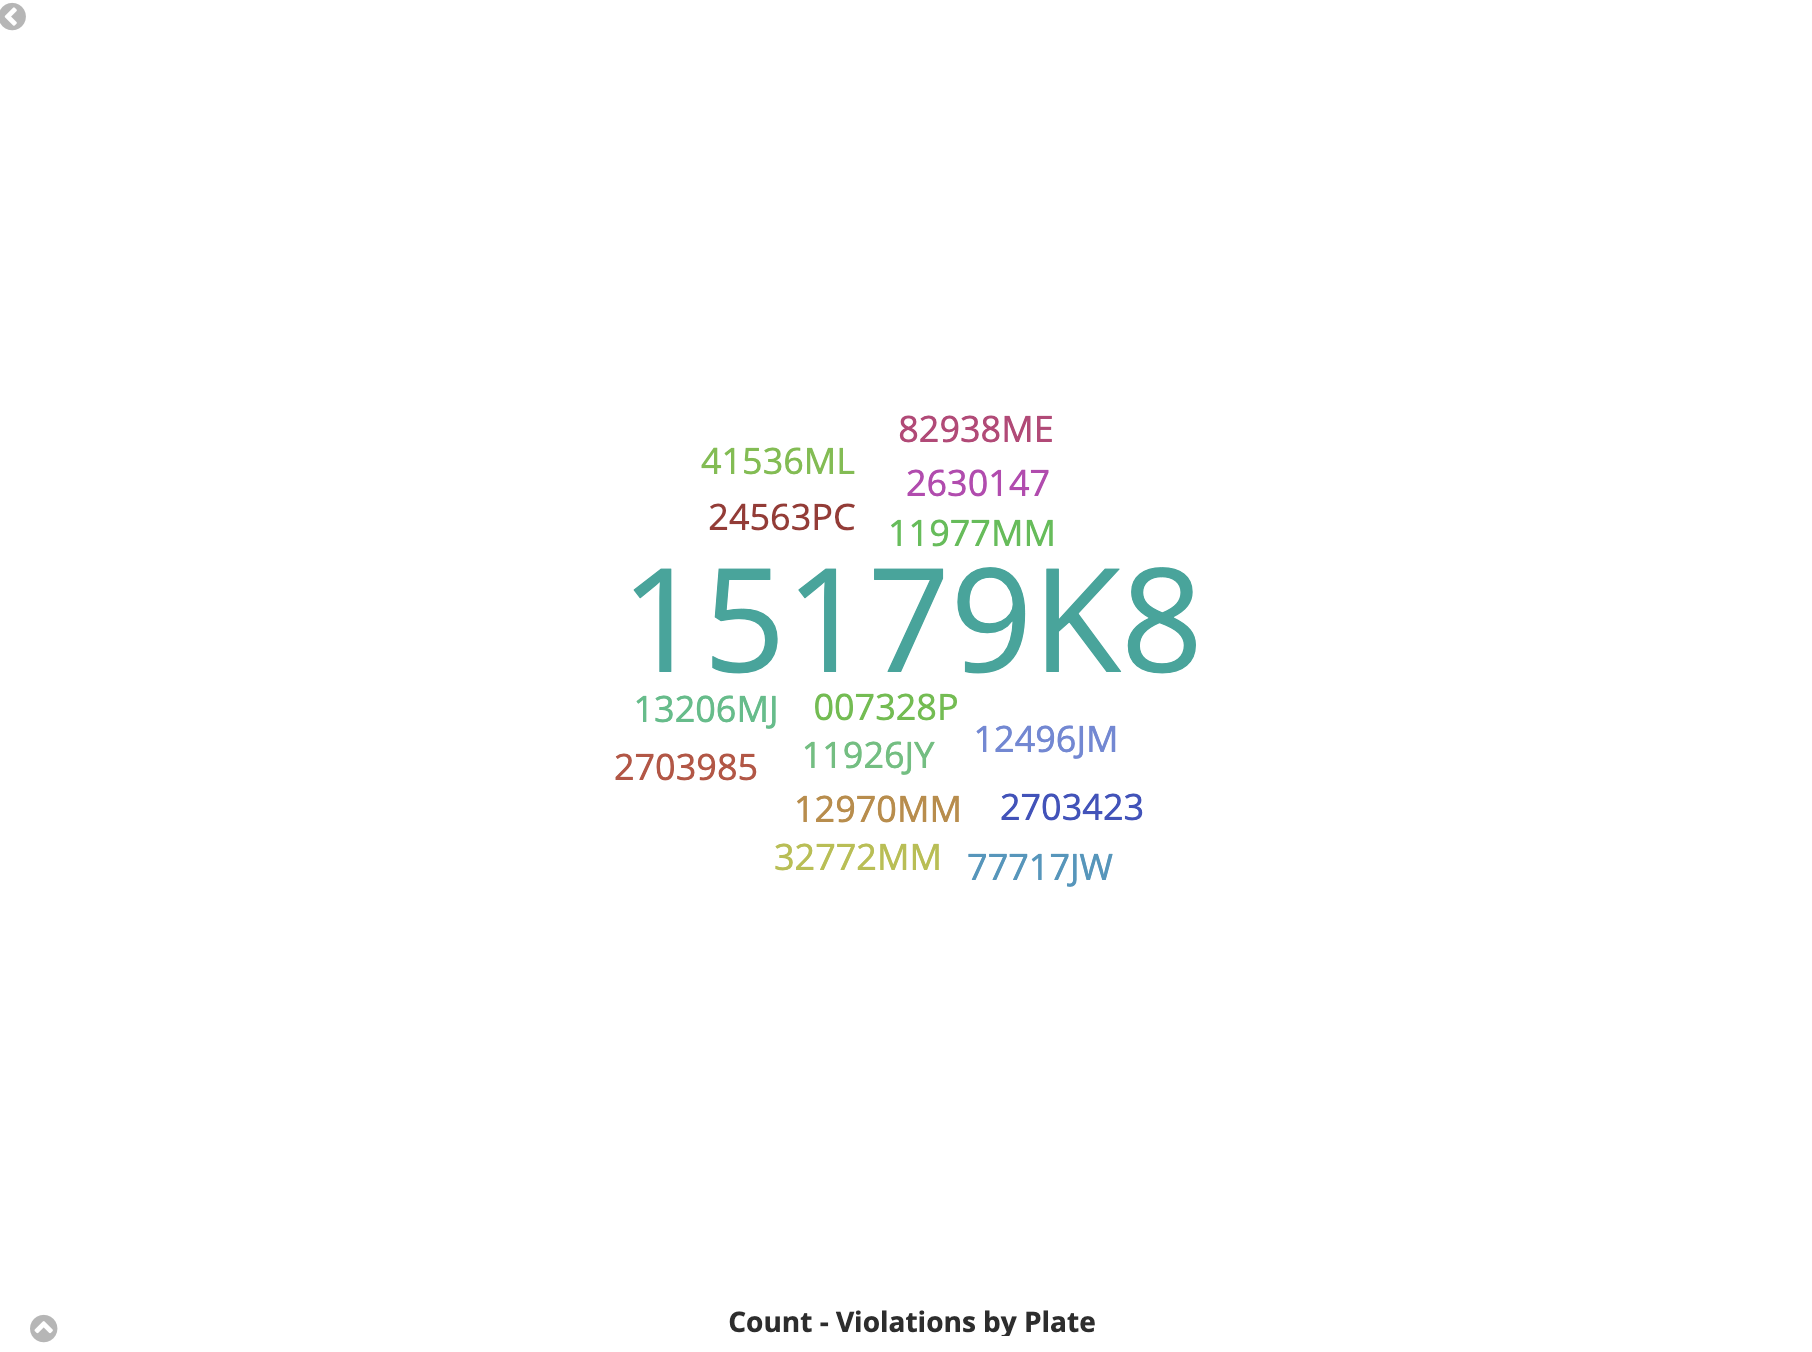 82938ME
41536ML
2630147
24563PC
11977MM
15179K8
13206MJ
007328P
12496JM
11926JY
2703985
12970MM
2703423
32772MM
77717JW
Count - Violations by Plate